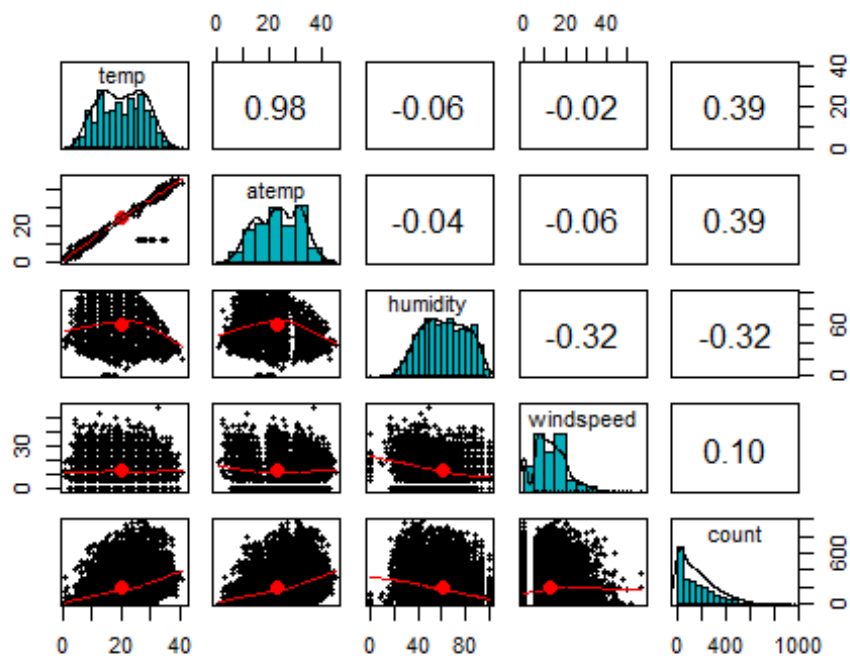 0 20 40 0 20 40
temp 0.98 -0.06 -0.02 0.39 0 20 40
0 20 atemp -0.04 -0.06 0.39
humidity -0.32 -0.32 0 60
0 30 windspeed 0.10
count 0 600
0 20 40 0 40 80 0 400 1000